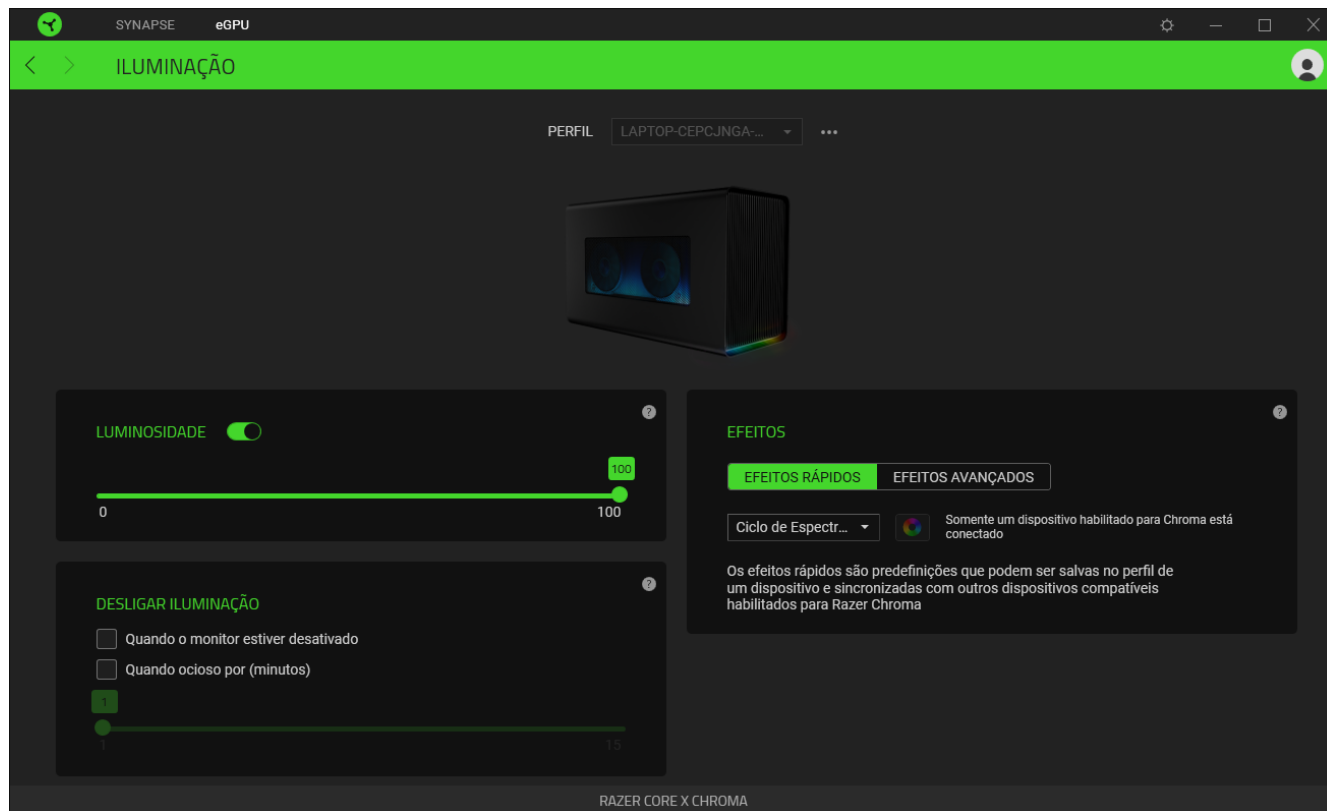 SYNAPSE eGPU
ILUMINAÇÃO
PERFIL LAPTOP-CEPCJNGA-...
LUMINOSIDADE
100
0 100
DESLIGAR ILUMINAÇÃO
Quando o monitor estiver desativado
Quando ocioso por (minutos)
1
1 15
EFEITOS
EFEITOS RÁPIDOS EFEITOS AVANÇADOS
Ciclo de Espectr...
Somente um dispositivo habilitado para Chroma está
conectado
Os efeitos rápidos são predefinições que podem ser salvas no perfil de
um dispositivo e sincronizadas com outros dispositivos compatíveis
habilitados para Razer Chroma
RAZER CORE X CHROMA